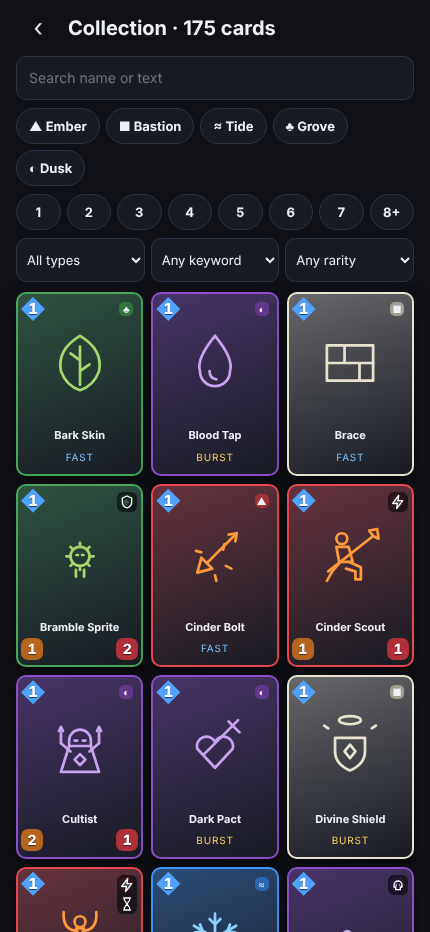 Collection · 175 cards
Search name or text
Ember
Bastion
Tide
Grove
Dusk
1 2 3 4 5 6 7 8+
All types Any keyword Any rarity
1 1 1
Bark Skin Blood Tap Brace
FAST BURST FAST
1 1 1
Bramble Sprite Cinder Bolt Cinder Scout
1 2 FAST 1 1
1 1 1
Cultist Dark Pact Divine Shield
2 1 BURST BURST
1 1 1